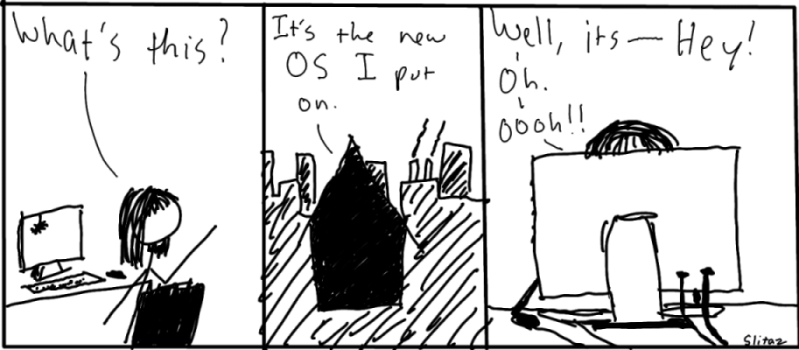 What's this?
It's the new
OS I put
on.
Well, its— Hey!
Oh.
Oooh!!
Slitaz